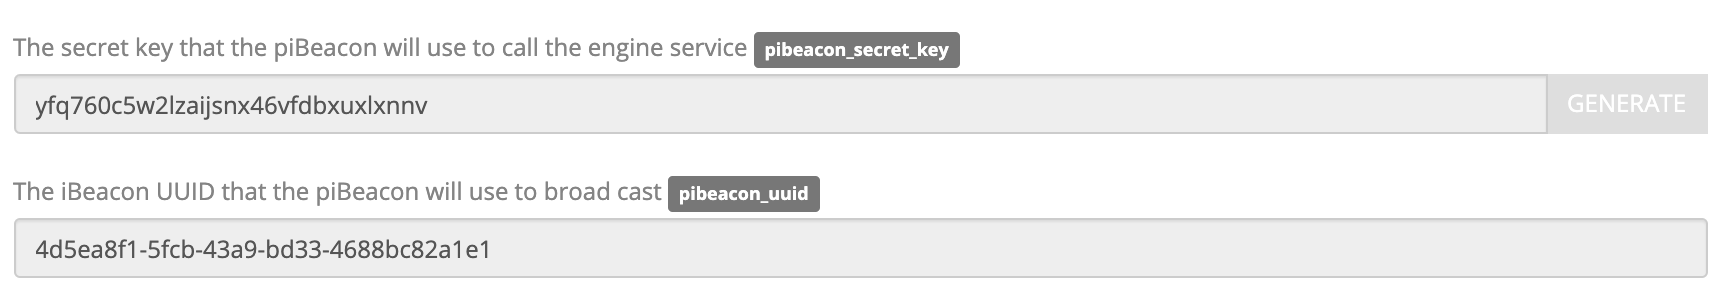 The secret key that the piBeacon will use to call the engine service pibeacon_secret_key
yfq760c5w2lzaijsnx46vfdbxuxlxnnv GENERATE
The iBeacon UUID that the piBeacon will use to broad cast pibeacon_uuid
4d5ea8f1-5fcb-43a9-bd33-4688bc82a1e1